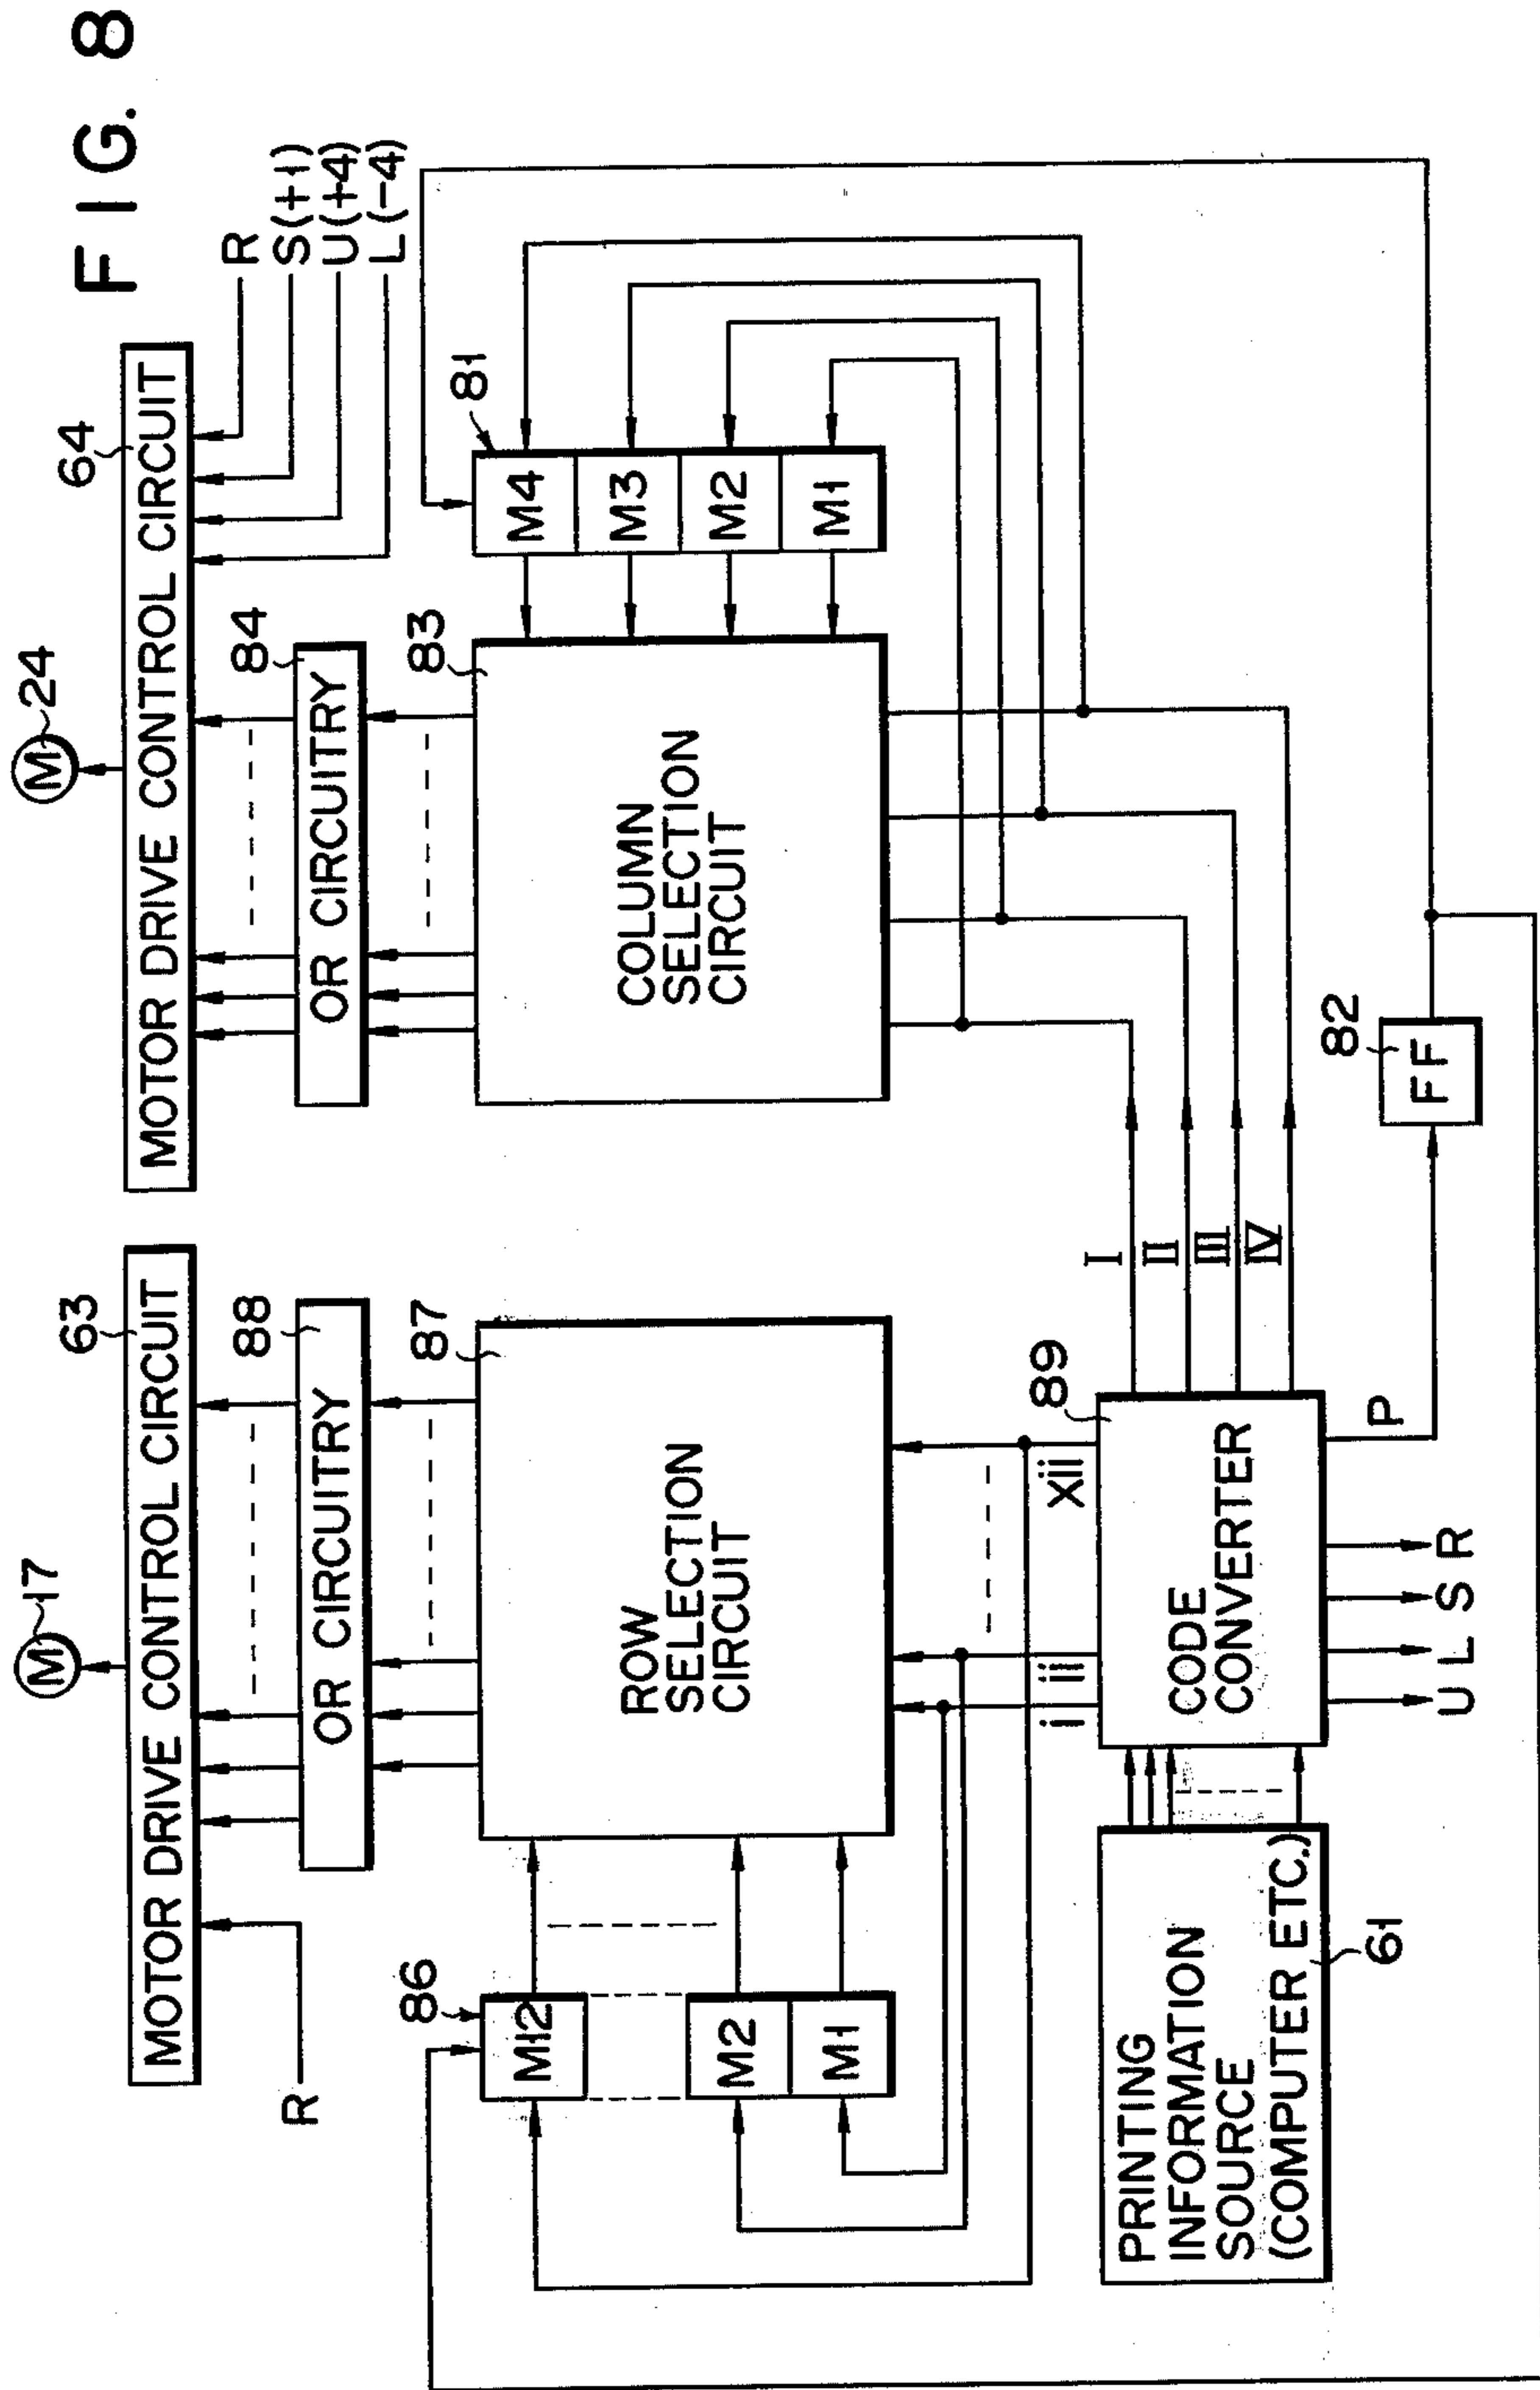 FIG. 8
M 17
M 24
63
64
MOTOR DRIVE CONTROL CIRCUIT
MOTOR DRIVE CONTROL CIRCUIT
R
R
S(+1)
U(+4)
L(-4)
88
84
OR CIRCUITRY
OR CIRCUITRY
86
87
83
81
M12
M2
M1
ROW
SELECTION
CIRCUIT
COLUMN
SELECTION
CIRCUIT
M4
M3
M2
M1
i ii xii
89
I
II
III
IV
PRINTING
INFORMATION
SOURCE
(COMPUTER ETC.)
61
CODE
CONVERTER
U L S R
P
82
FF